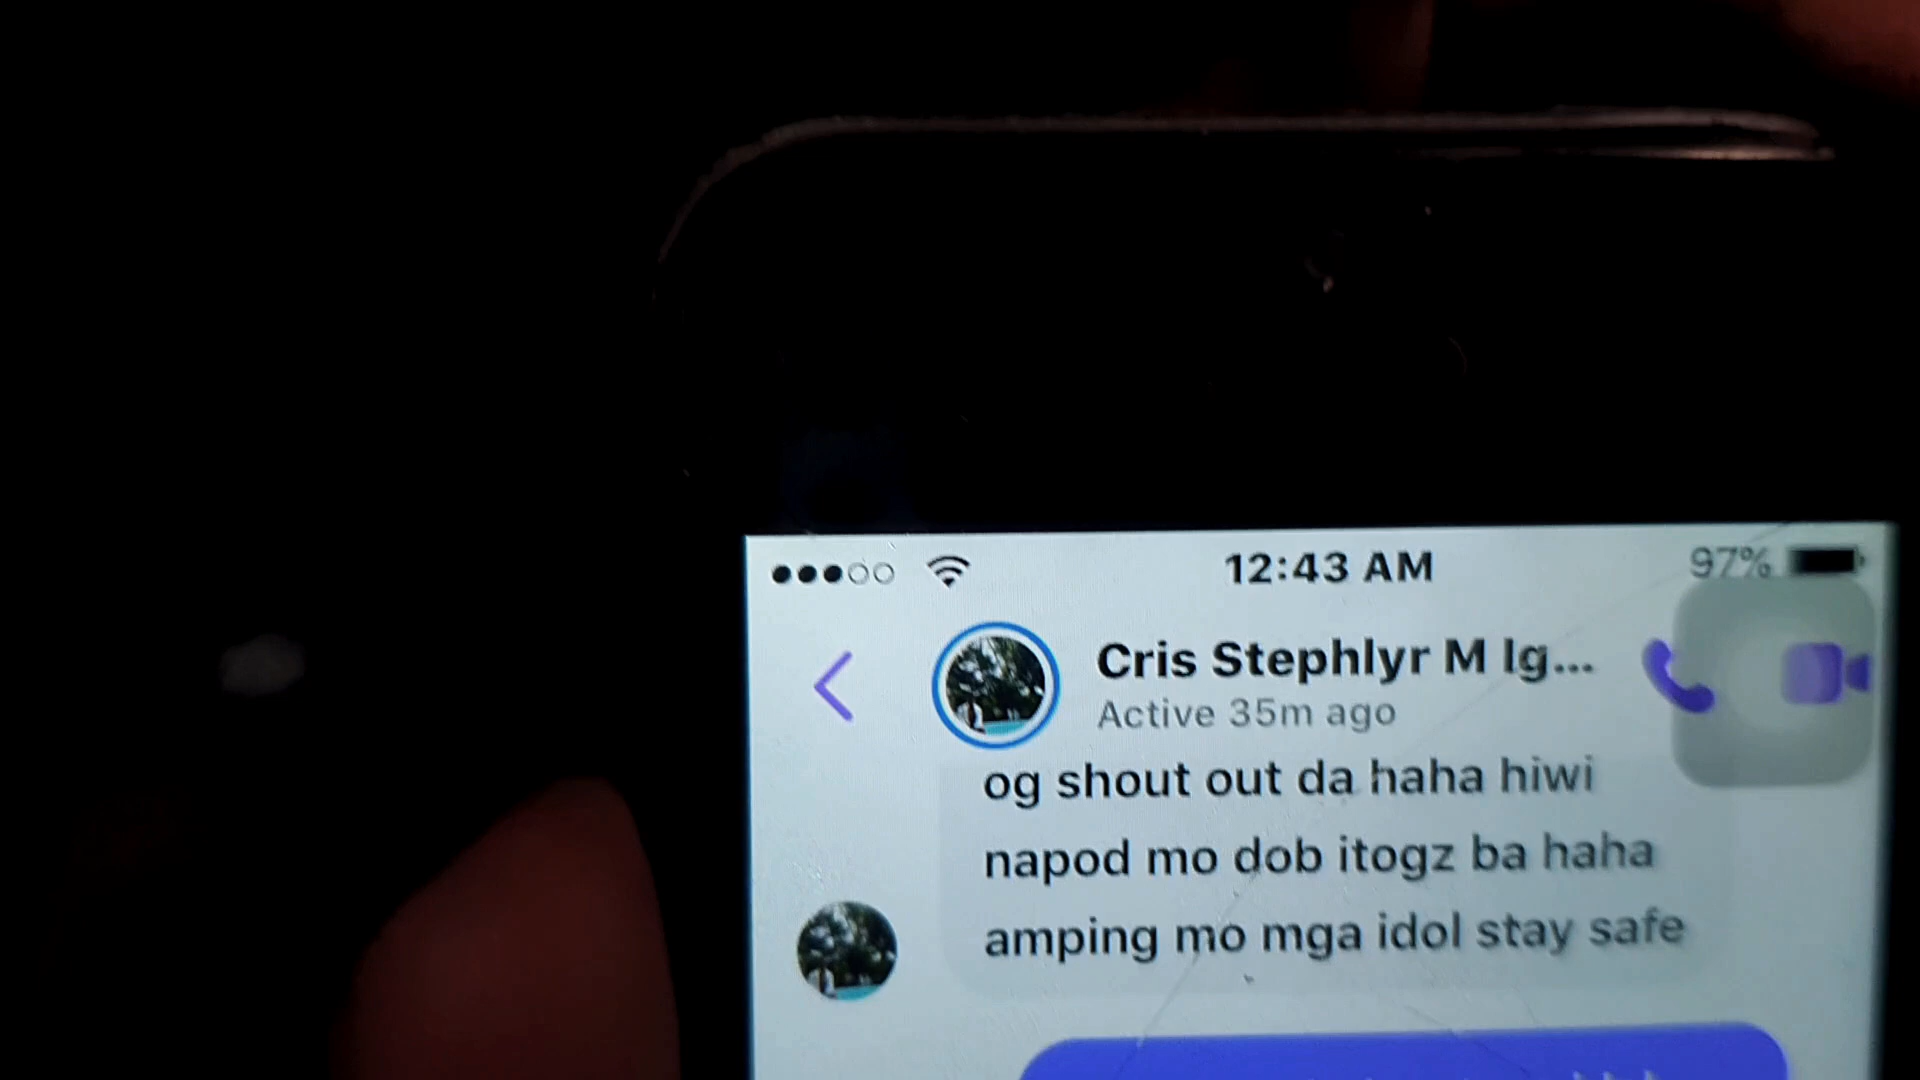 12:43 AM 97%
Cris Stephlyr M Ig...
Active 35m ago
og shout out da haha hiwi
napod mo dob itogz ba haha
amping mo mga idol stay safe